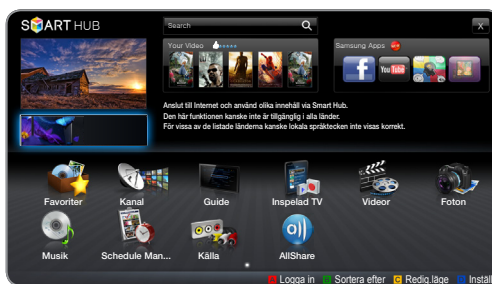 SMART HUB
Search
X
Your Video
Samsung Apps
You Tube
Anslut till Internet och använd olika innehåll via Smart Hub.
Den här funktionen kanske inte är tillgänglig i alla länder.
För vissa av de listade länderna kanske lokala språktecken inte visas korrekt.
Favoriter
Kanal
Guide
Inspelad TV
Videor
Foton
Musik
Schedule Man...
Källa
AllShare
Logga in
Sortera efter
Redig.läge
Inställ